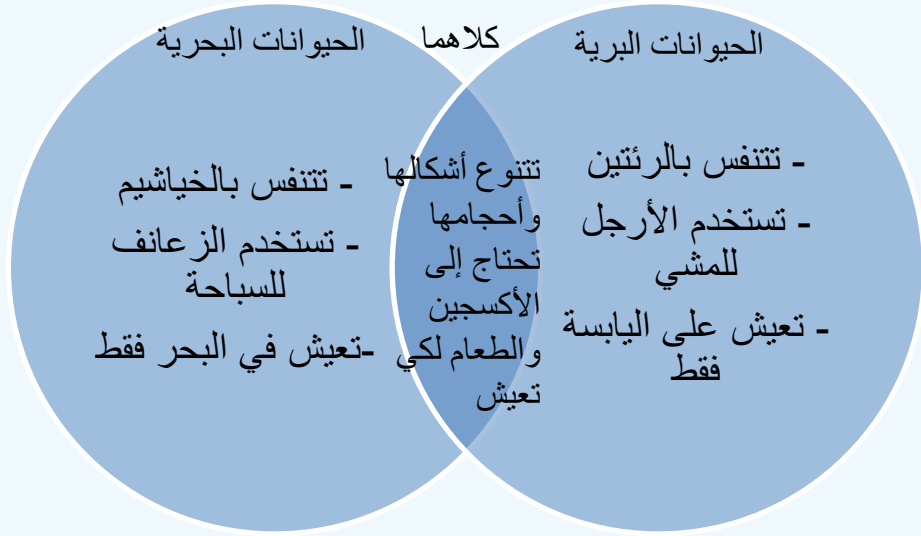 الحيوانات البرية
كلاهما
الحيوانات البحرية
- تتنفس بالرئتين
- تستخدم الأرجل
للمشي
- تعيش على اليابسة
فقط
تتنوع أشكالها
وأحجامها
تحتاج إلى
الأكسجين
والطعام لكي
تعيش
- تتنفس بالخياشيم
- تستخدم الزعانف
للسباحة
-تعيش في البحر فقط